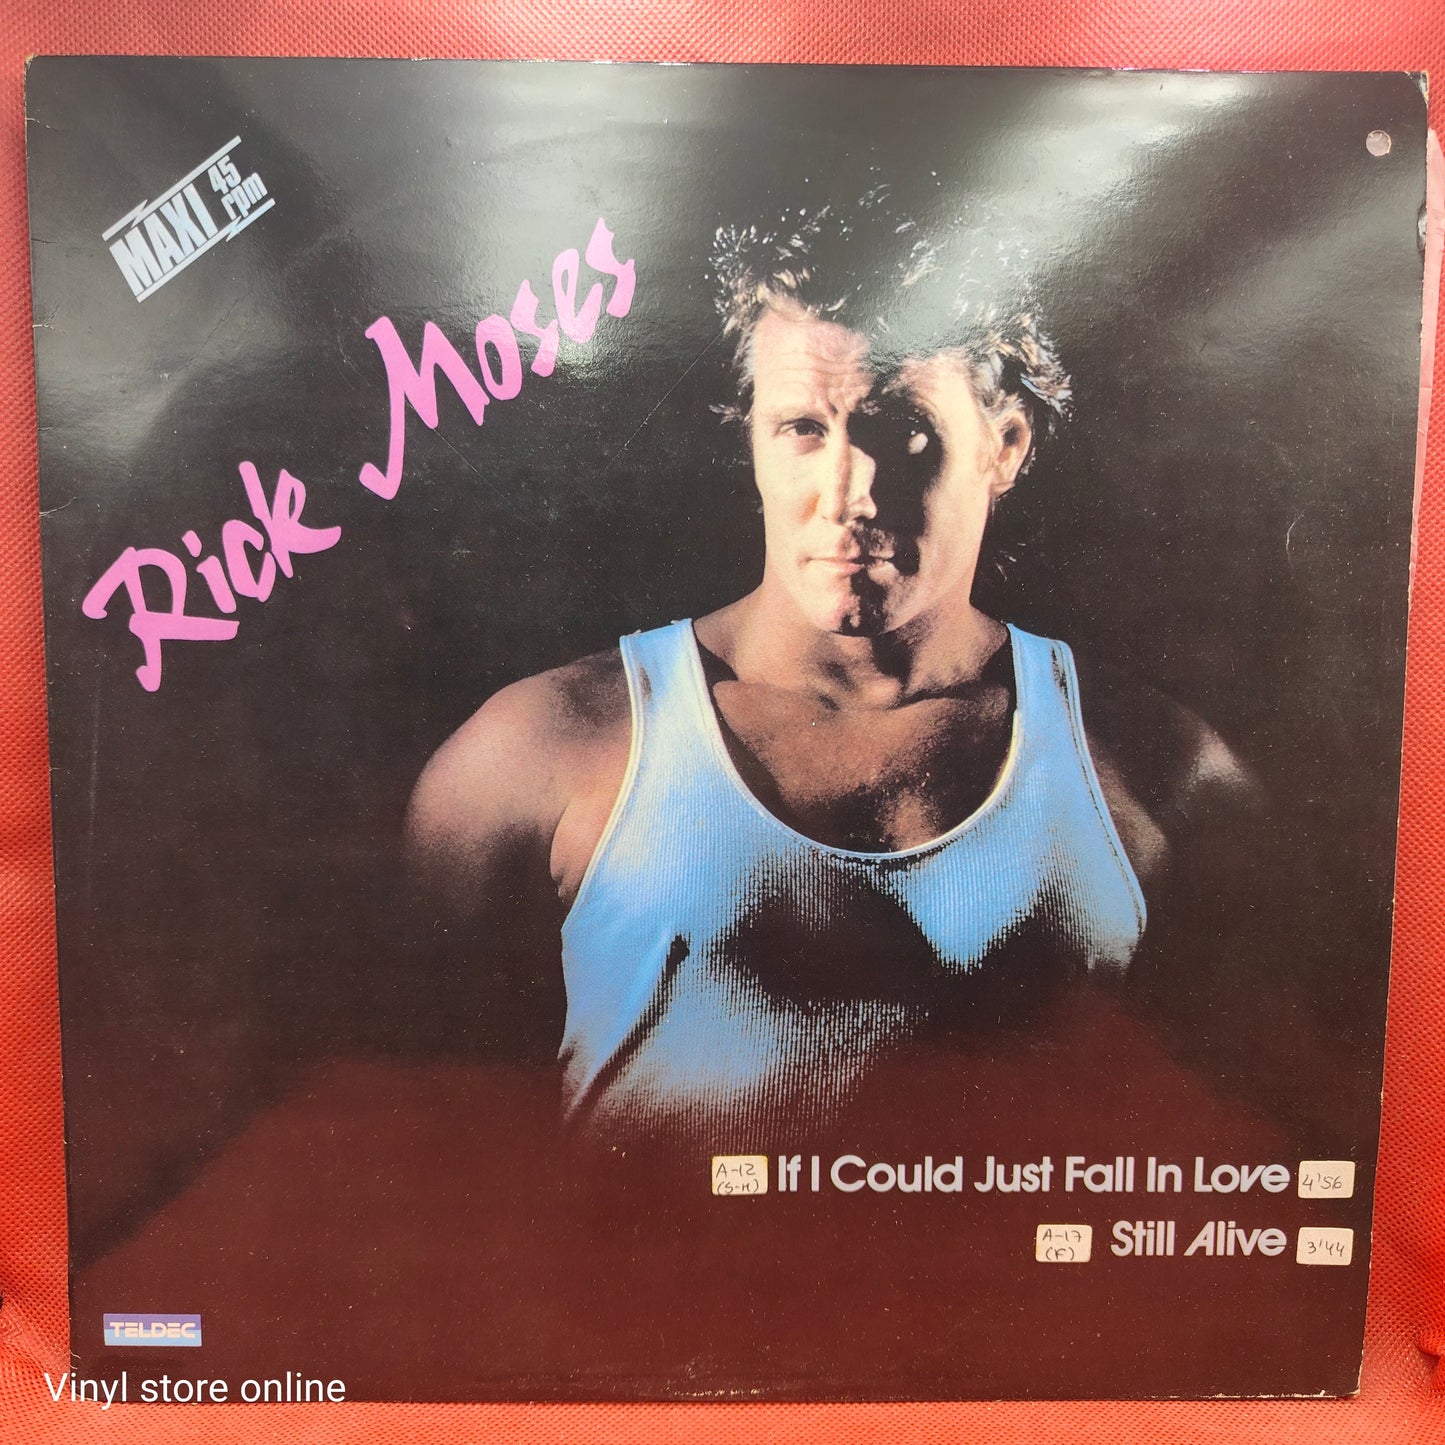 MAXI 45 rpm
Rick Moses
A-12 If I Could Just Fall In Love 4'56
(S-M)
A-17 Still Alive 3'44
(F)
TELDEC
Vinyl store online